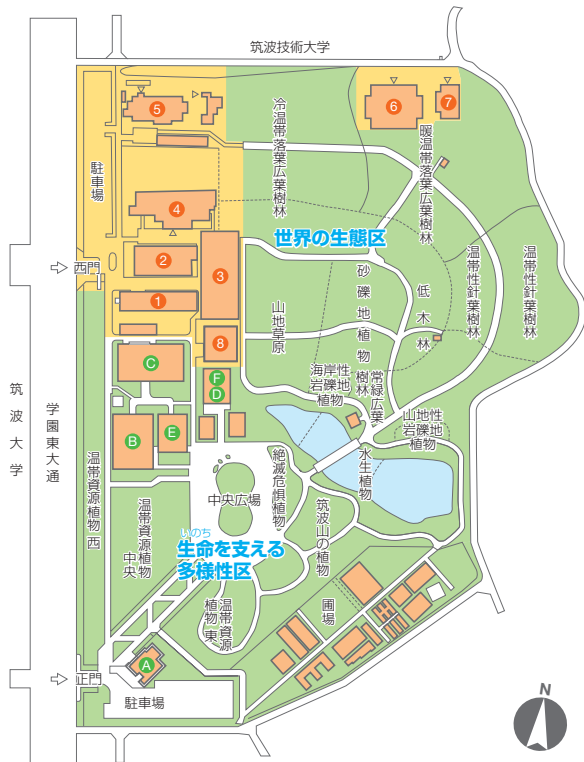 筑波技術大学
5
6
7
冷温帯落葉広葉樹林
暖温帯落葉広葉樹林
駐車場
4
世界の生態区
温帯性針葉樹林
温帯性針葉樹林
西門
2
3
砂礫地植物
低木林
1
山地草原
8
C
海岸性
岩礫地
植物
常緑広葉
樹林
F
D
山地性
岩礫地
植物
筑波大学
学園東大通
B
E
水生植物
絶滅危惧植物
温帯資源植物 西
中央広場
温帯資源植物
中央
筑波山の植物
いのち
生命を支える
多様性区
温帯資源
植物 東
圃場
A
正門
駐車場
N